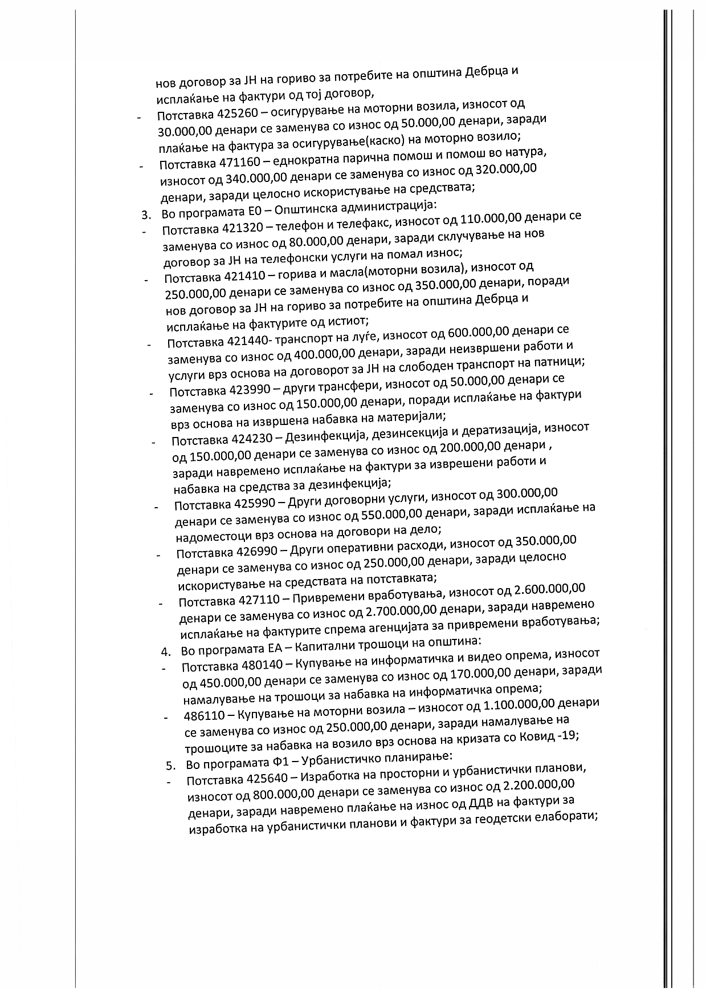 нов договор за ЈН на гориво за потребите на општина Дебрца и
исплаќање на фактури од тој договор,
- Потставка 425260 – осигурување на моторни возила, износот од
30.000,00 денари се заменува со износ од 50.000,00 денари, заради
плаќање на фактура за осигурување(каско) на моторно возило;
- Потставка 471160 – еднократна парична помош и помош во натура,
износот од 340.000,00 денари се заменува со износ од 320.000,00
денари, заради целосно искористување на средствата;
3. Во програмата Е0 – Општинска администрација:
- Потставка 421320 – телефон и телефакс, износот од 110.000,00 денари се
заменува со износ од 80.000,00 денари, заради склучување на нов
договор за ЈН на телефонски услуги на помал износ;
- Потставка 421410 – горива и масла(моторни возила), износот од
250.000,00 денари се заменува со износ од 350.000,00 денари, поради
нов договор за ЈН на гориво за потребите на општина Дебрца и
исплаќање на фактурите од истиот;
- Потставка 421440- транспорт на луѓе, износот од 600.000,00 денари се
заменува со износ од 400.000,00 денари, заради неизвршени работи и
услуги врз основа на договорот за ЈН на слободен транспорт на патници;
- Потставка 423990 – други трансфери, износот од 50.000,00 денари се
заменува со износ од 150.000,00 денари, поради исплаќање на фактури
врз основа на извршена набавка на материјали;
- Потставка 424230 – Дезинфекција, дезинсекција и дератизација, износот
од 150.000,00 денари се заменува со износ од 200.000,00 денари ,
заради навремено исплаќање на фактури за изврешени работи и
набавка на средства за дезинфекција;
- Потставка 425990 – Други договорни услуги, износот од 300.000,00
денари се заменува со износ од 550.000,00 денари, заради исплаќање на
надоместоци врз основа на договори на дело;
- Потставка 426990 – Други оперативни расходи, износот од 350.000,00
денари се заменува со износ од 250.000,00 денари, заради целосно
искористување на средствата на потставката;
- Потставка 427110 – Привремени вработувања, износот од 2.600.000,00
денари се заменува со износ од 2.700.000,00 денари, заради навремено
исплаќање на фактурите спрема агенцијата за привремени вработувања;
4. Во програмата ЕА – Капитални трошоци на општина:
- Потставка 480140 – Купување на информатичка и видео опрема, износот
од 450.000,00 денари се заменува со износ од 170.000,00 денари, заради
намалување на трошоци за набавка на информатичка опрема;
- 486110 – Купување на моторни возила – износот од 1.100.000,00 денари
се заменува со износ од 250.000,00 денари, заради намалување на
трошоците за набавка на возило врз основа на кризата со Ковид -19;
5. Во програмата Ф1 – Урбанистичко планирање:
- Потставка 425640 – Изработка на просторни и урбанистички планови,
износот од 800.000,00 денари се заменува со износ од 2.200.000,00
денари, заради навремено плаќање на износ од ДДВ на фактури за
изработка на урбанистички планови и фактури за геодетски елаборати;